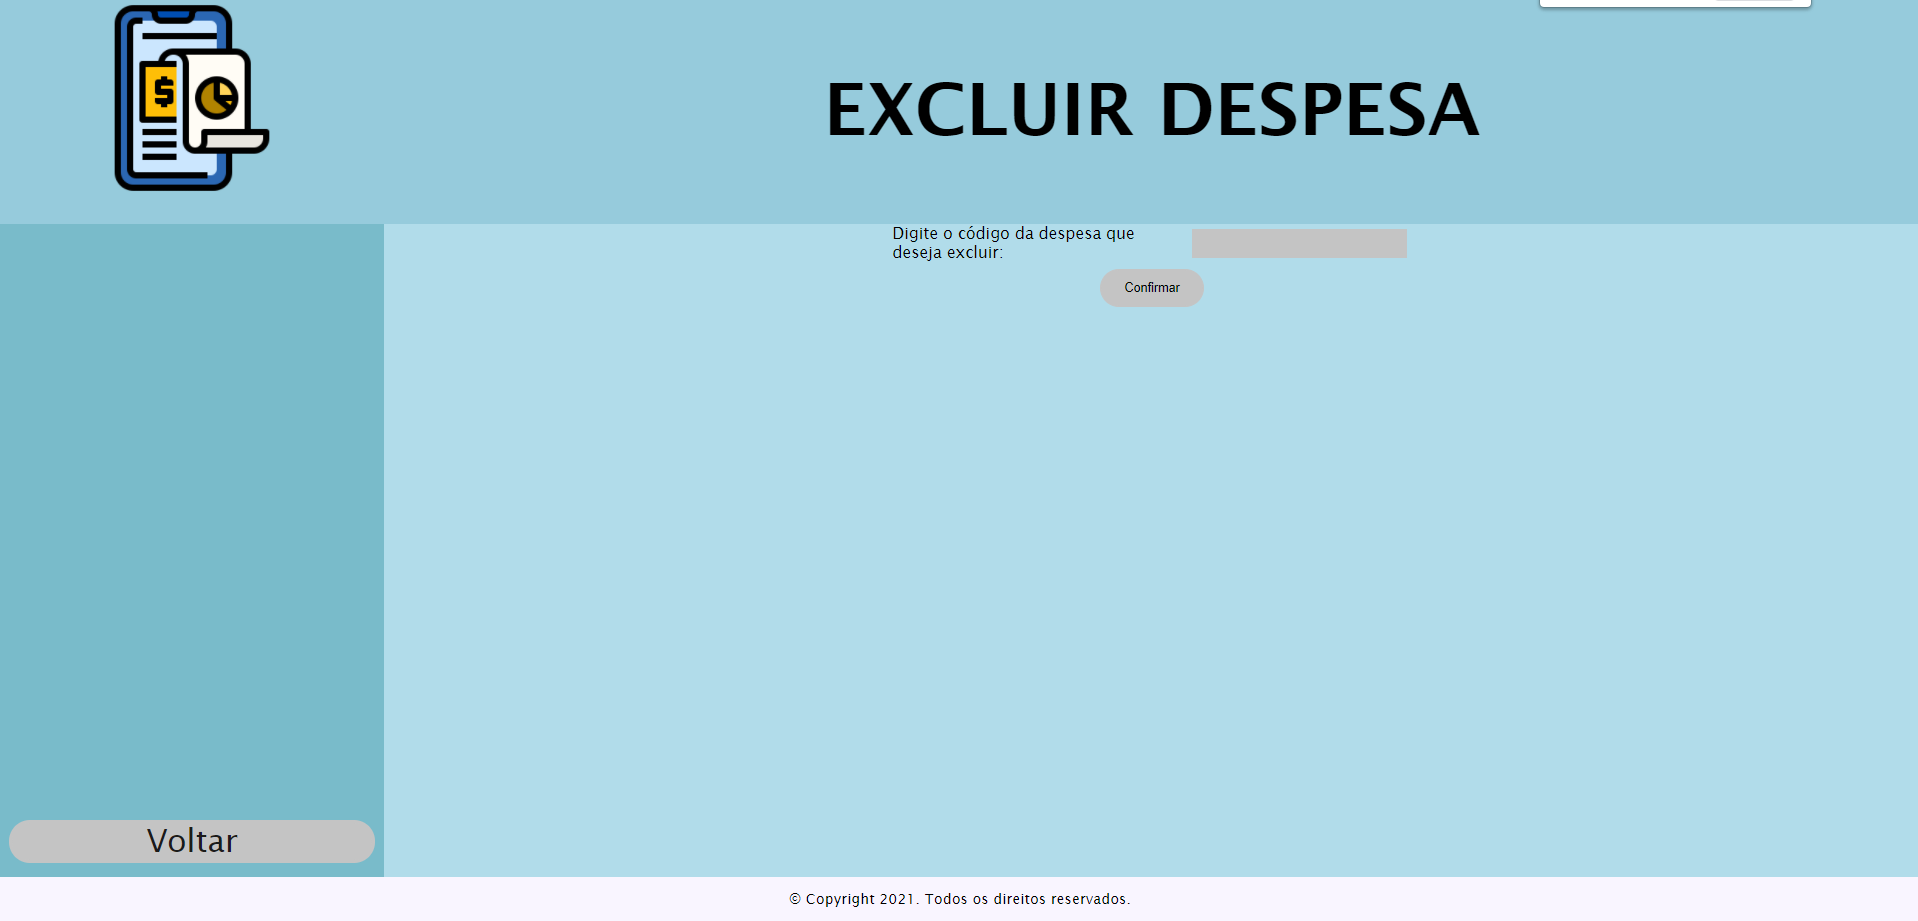 $
EXCLUIR DESPESA
Digite o código da despesa que
deseja excluir:
Confirmar
Voltar
© Copyright 2021. Todos os direitos reservados.